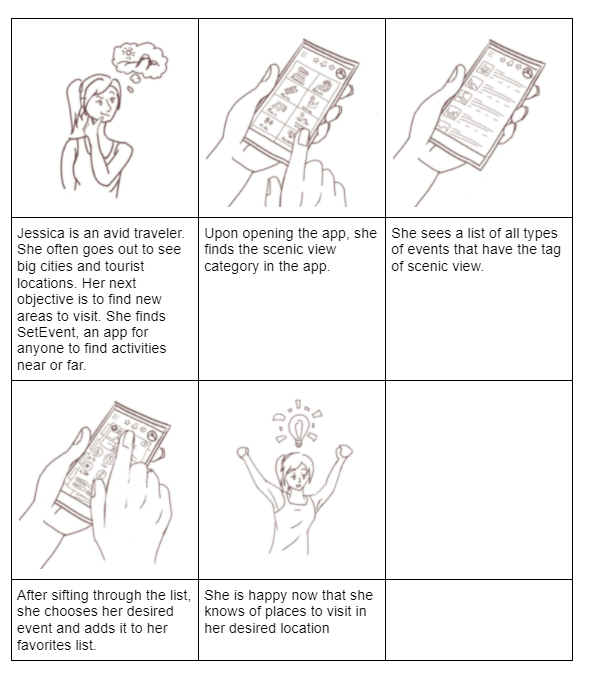 Jessica is an avid traveler.
She often goes out to see
big cities and tourist
locations. Her next
objective is to find new
areas to visit. She finds
SetEvent, an app for
anyone to find activities
near or far.
Upon opening the app, she
finds the scenic view
category in the app.
She sees a list of all types
of events that have the tag
of scenic view.
After sifting through the list,
she chooses her desired
event and adds it to her
favorites list.
She is happy now that she
knows of places to visit in
her desired location